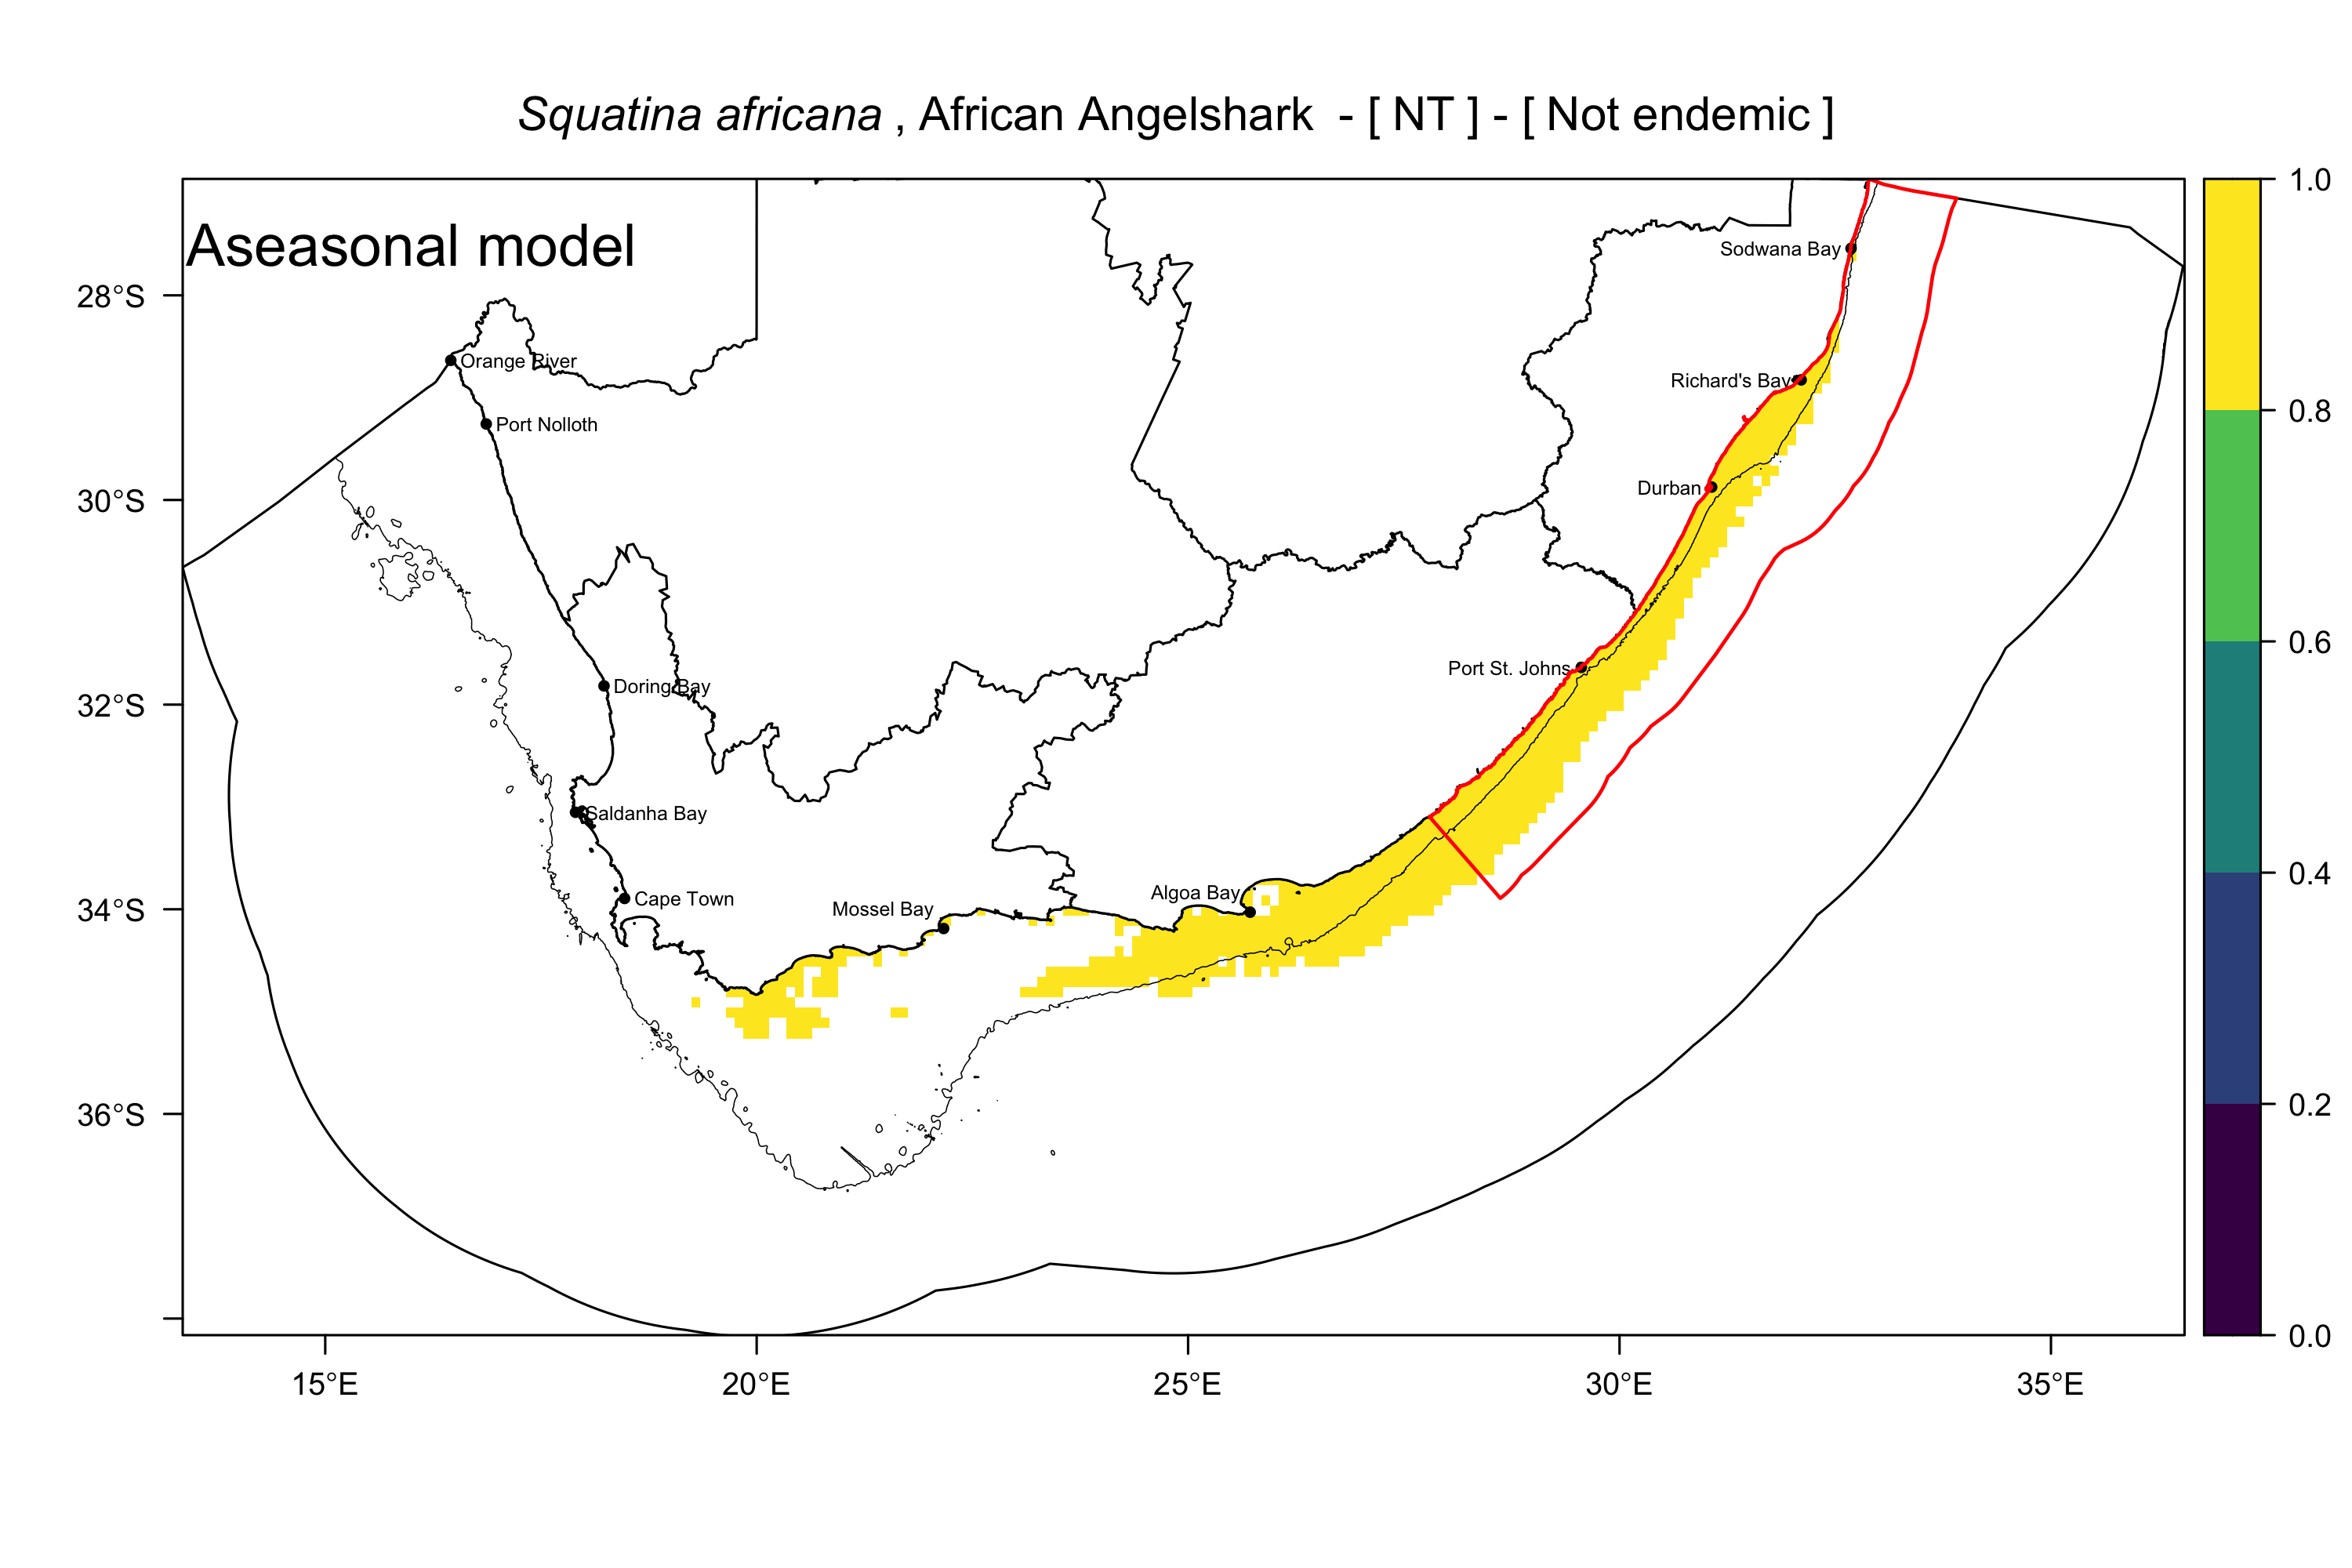 Squatina africana , African Angelshark - [ NT ] - [ Not endemic ]
Aseasonal model
Sodwana Bay
Orange River
Richard's Bay
Port Nolloth
Durban
Port St. Johns
Doring Bay
Saldanha Bay
Cape Town
Algoa Bay
Mossel Bay
28°S
30°S
32°S
34°S
36°S
15°E
20°E
25°E
30°E
35°E
1.0
0.8
0.6
0.4
0.2
0.0